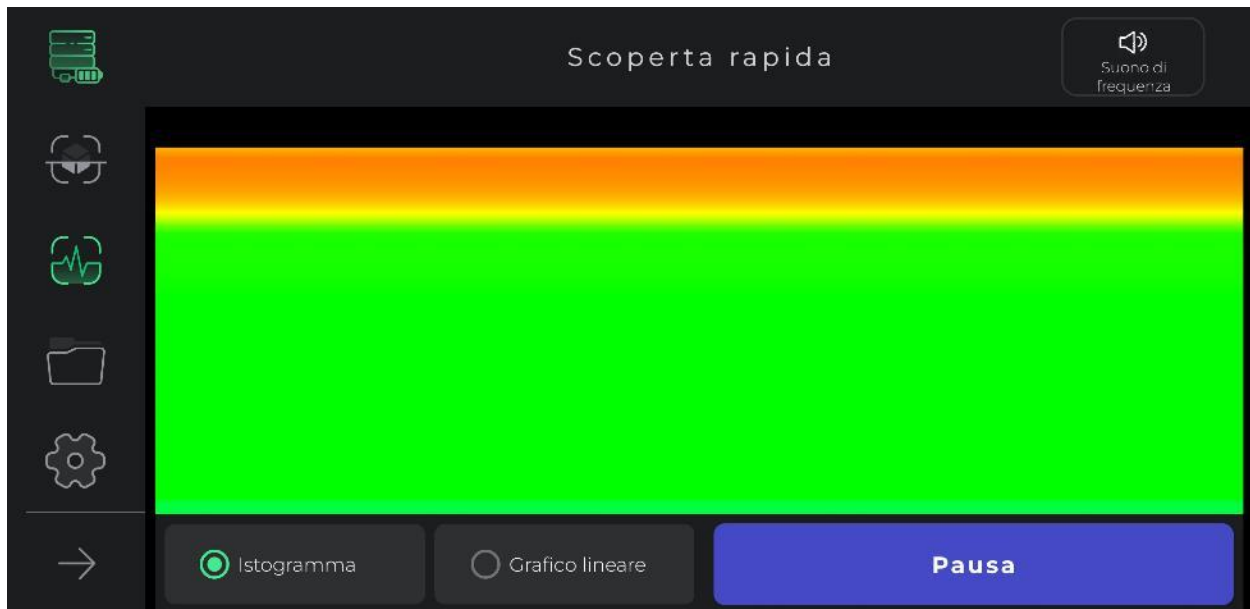 Scoperta rapida
Suono di
frequenza
Istogramma
Grafico lineare
Pausa